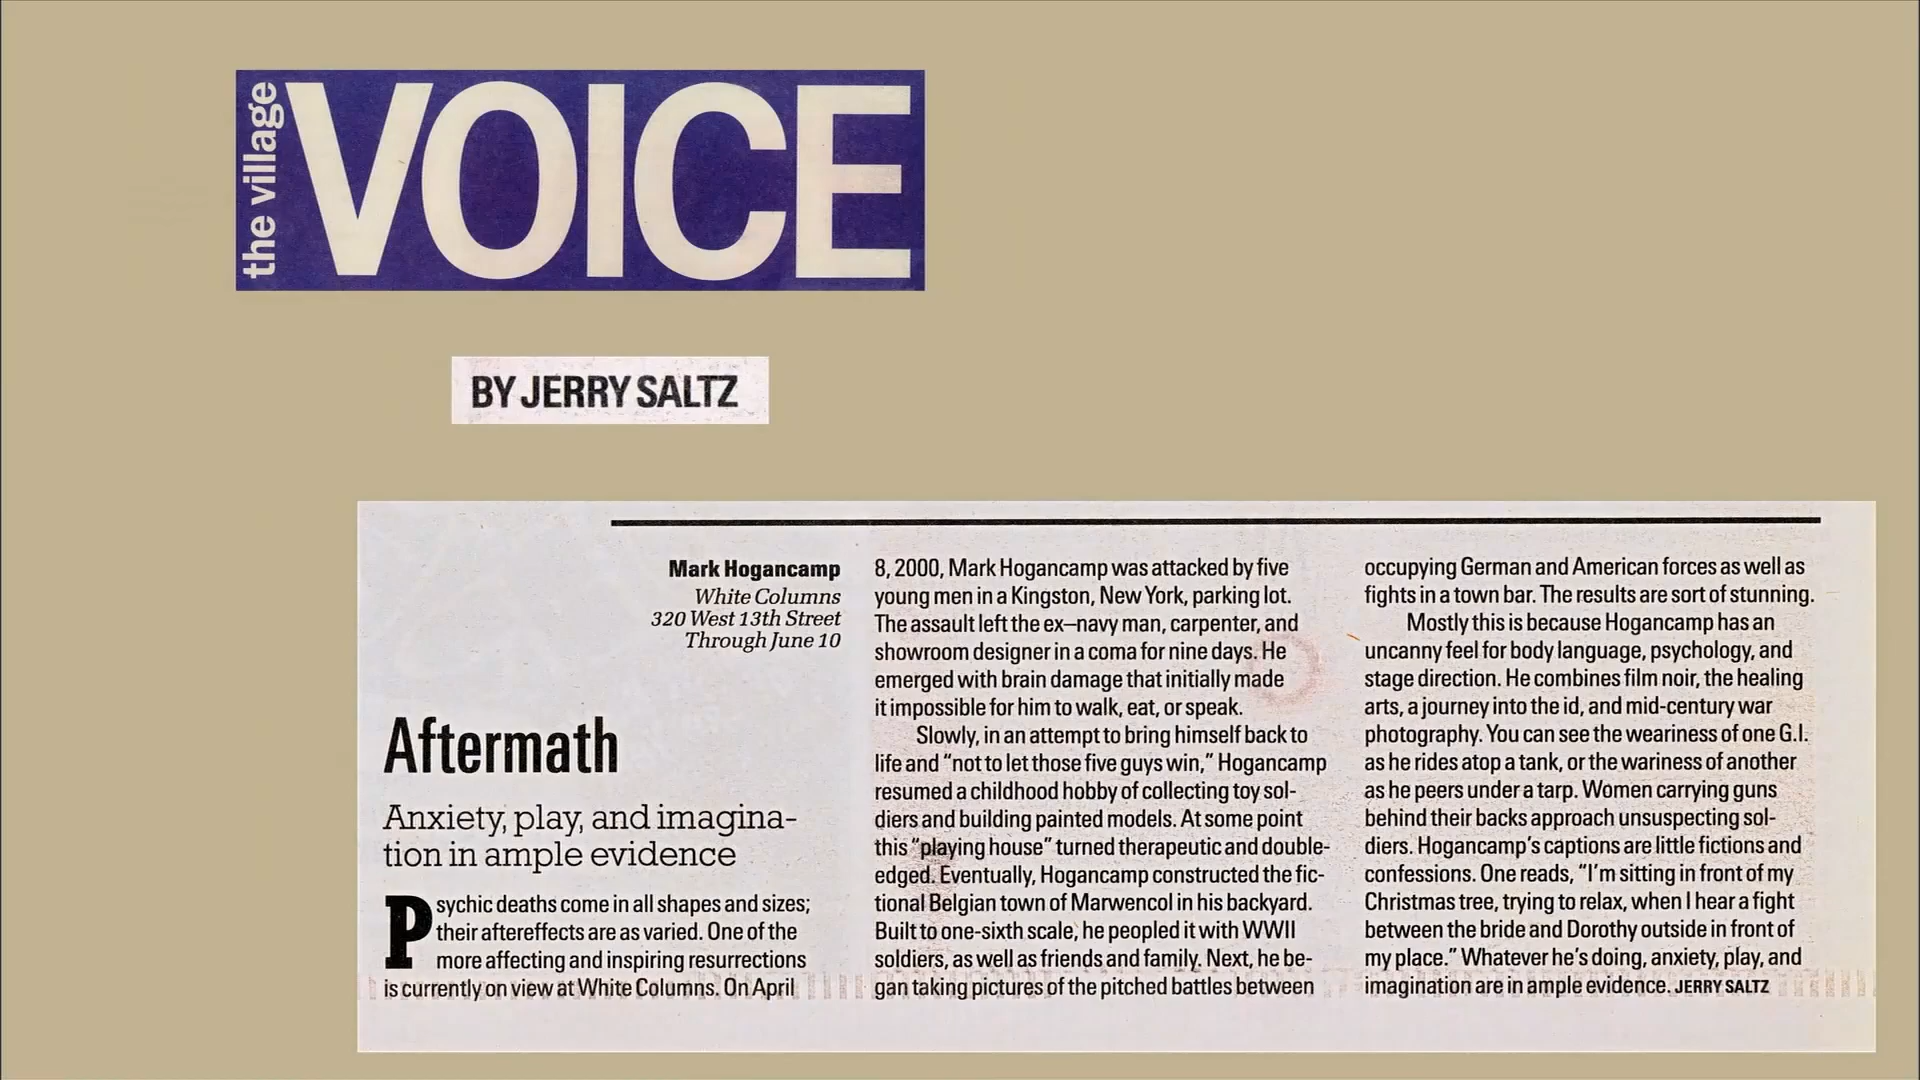 the village
VOICE
BY JERRY SALTZ
Mark Hogancamp
White Columns
320 West 13th Street
Through June 10
Aftermath
Anxiety, play, and imagina-
tion in ample evidence
Psychic deaths come in all shapes and sizes;
their aftereffects are as varied. One of the
more affecting and inspiring resurrections
is currently on view at White Columns. On April
8, 2000, Mark Hogancamp was attacked by five
young men in a Kingston, New York, parking lot.
The assault left the ex–navy man, carpenter, and
showroom designer in a coma for nine days. He
emerged with brain damage that initially made
it impossible for him to walk, eat, or speak.
Slowly, in an attempt to bring himself back to
life and “not to let those five guys win,” Hogancamp
resumed a childhood hobby of collecting toy sol-
diers and building painted models. At some point
this “playing house” turned therapeutic and double-
edged. Eventually, Hogancamp constructed the fic-
tional Belgian town of Marwencol in his backyard.
Built to one-sixth scale, he peopled it with WWII
soldiers, as well as friends and family. Next, he be-
gan taking pictures of the pitched battles between
occupying German and American forces as well as
fights in a town bar. The results are sort of stunning.
Mostly this is because Hogancamp has an
uncanny feel for body language, psychology, and
stage direction. He combines film noir, the healing
arts, a journey into the id, and mid-century war
photography. You can see the weariness of one G.I.
as he rides atop a tank, or the wariness of another
as he peers under a tarp. Women carrying guns
behind their backs approach unsuspecting sol-
diers. Hogancamp’s captions are little fictions and
confessions. One reads, “I’m sitting in front of my
Christmas tree, trying to relax, when I hear a fight
between the bride and Dorothy outside in front of
my place.” Whatever he’s doing, anxiety, play, and
imagination are in ample evidence. JERRY SALTZ